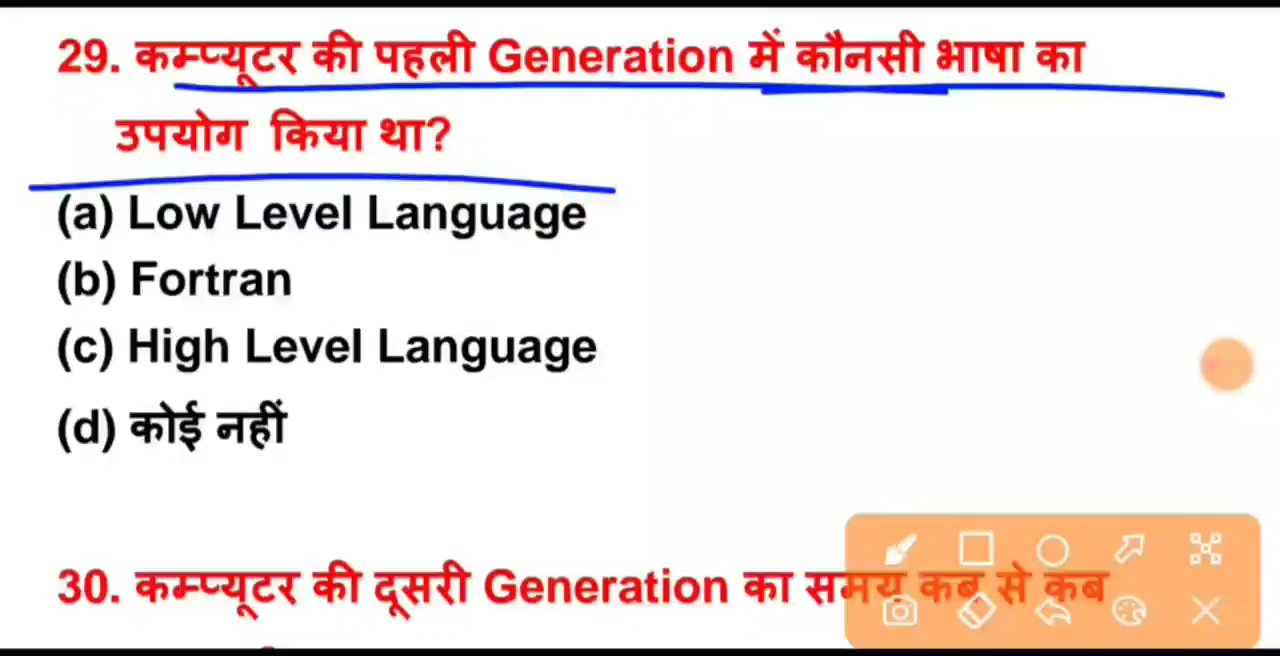 29. कम्प्यूटर की पहली Generation में कौनसी भाषा का
उपयोग किया था?
(a) Low Level Language
(b) Fortran
(c) High Level Language
(d) कोई नहीं
30. कम्प्यूटर की दूसरी Generation का समय कब से कब